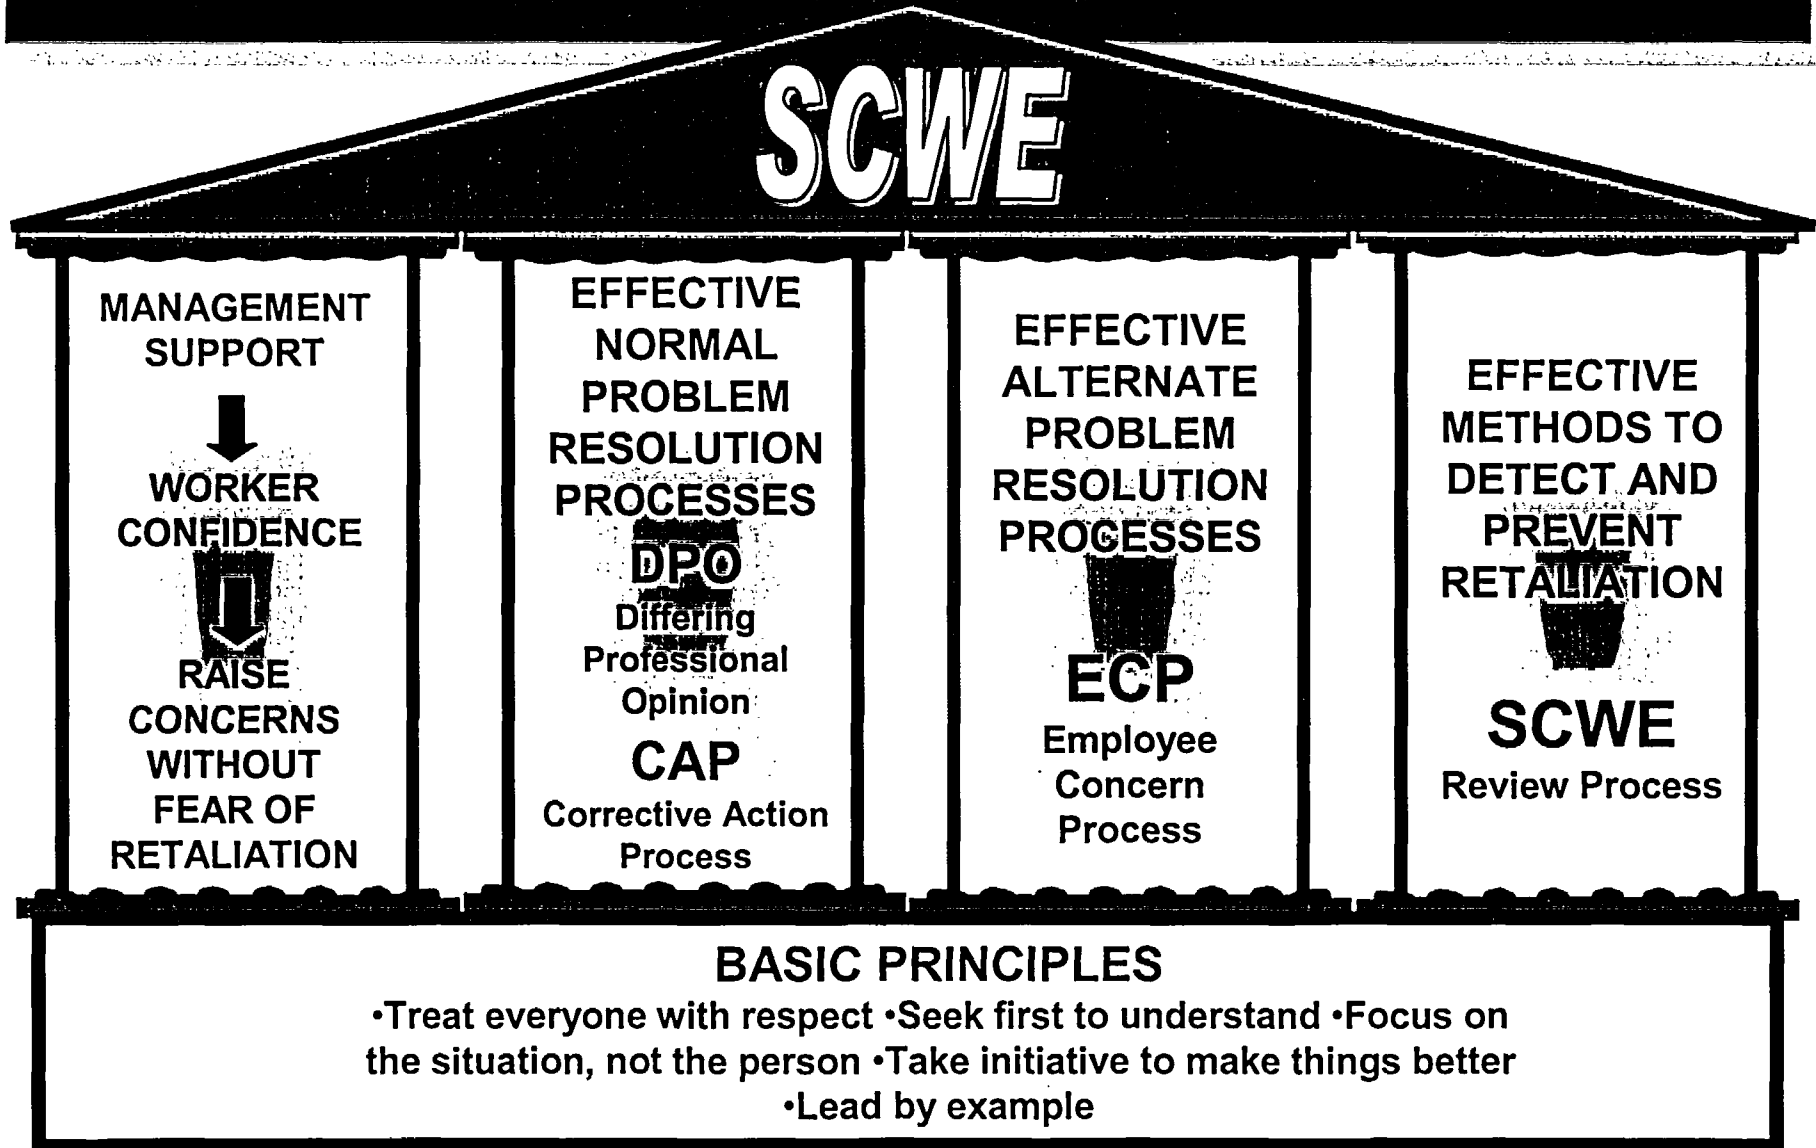 SCWE
MANAGEMENT
SUPPORT
WORKER
CONFIDENCE
RAISE
CONCERNS
WITHOUT
FEAR OF
RETALIATION
EFFECTIVE
NORMAL
PROBLEM
RESOLUTION
PROCESSES
DPO
Differing
Professional
Opinion
CAP
Corrective Action
Process
EFFECTIVE
ALTERNATE
PROBLEM
RESOLUTION
PROCESSES
ECP
Employee
Concern
Process
EFFECTIVE
METHODS TO
DETECT AND
PREVENT
RETALIATION
SCWE
Review Process
BASIC PRINCIPLES
•Treat everyone with respect •Seek first to understand •Focus on
the situation, not the person •Take initiative to make things better
•Lead by example